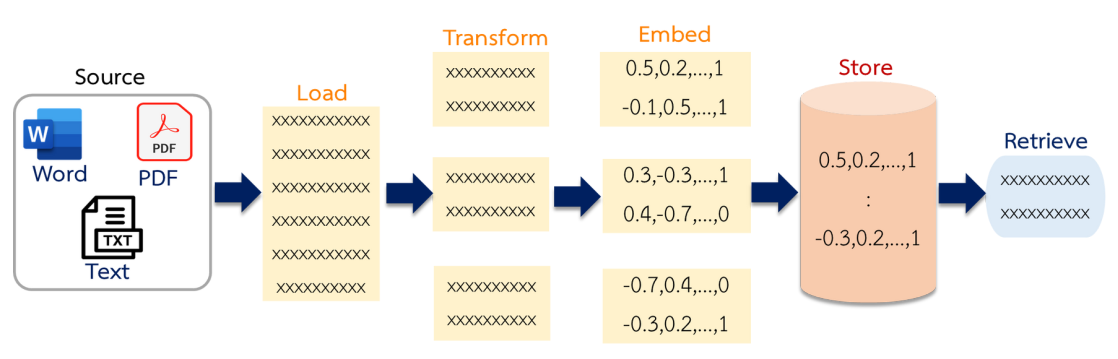 Source
W
Word
PDF
PDF
TXT
Text
Load
xxxxxxxxxxx
xxxxxxxxxxx
xxxxxxxxxxx
xxxxxxxxxxx
xxxxxxxxxxx
xxxxxxxxxx
Transform
xxxxxxxxxx
xxxxxxxxxx
xxxxxxxxxx
xxxxxxxxxx
xxxxxxxxxx
xxxxxxxxxx
Embed
0.5,0.2,...,1
-0.1,0.5,...,1
0.3,-0.3,...,1
0.4,-0.7,...,0
-0.7,0.4,...,0
-0.3,0.2,...,1
Store
0.5,0.2,...,1
:
-0.3,0.2,...,1
Retrieve
xxxxxxxxxx
xxxxxxxxxx